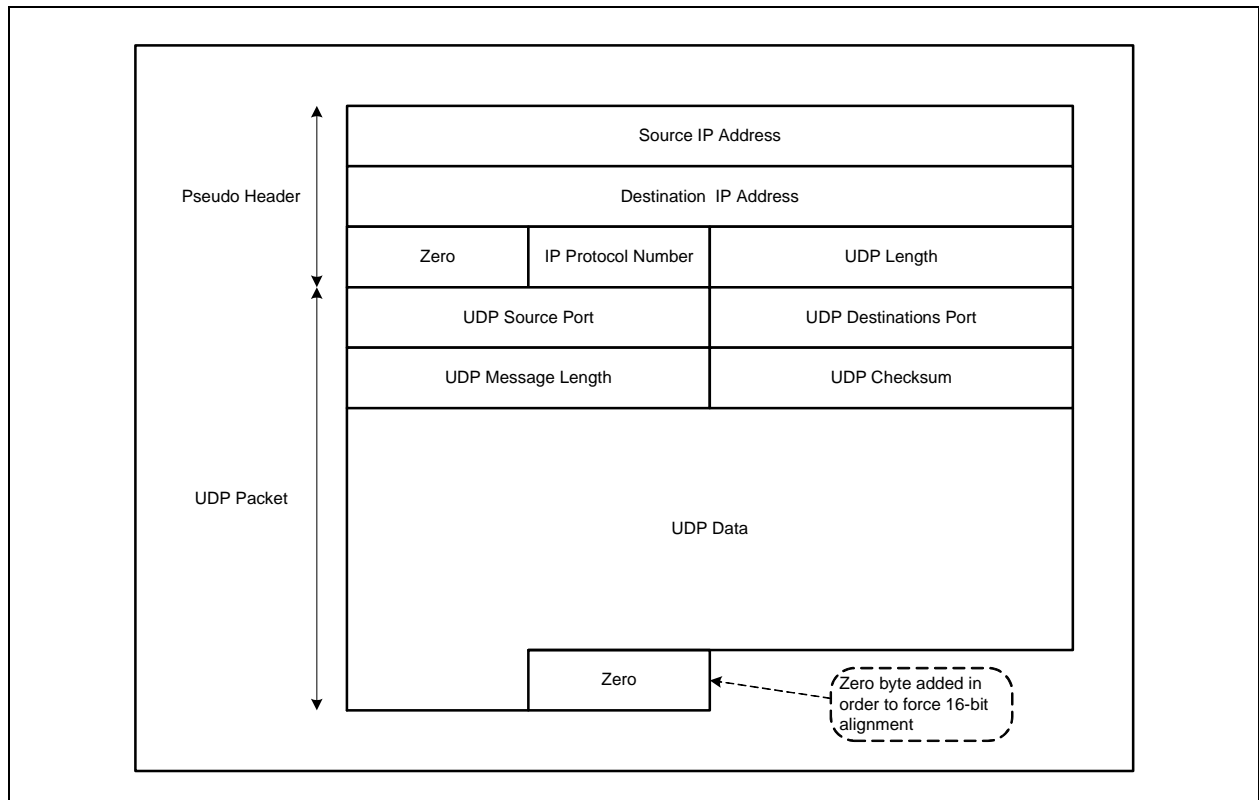 Source IP Address
Pseudo Header
Destination IP Address
Zero
IP Protocol Number
UDP Length
UDP Source Port
UDP Destinations Port
UDP Message Length
UDP Checksum
UDP Packet
UDP Data
Zero
Zero byte added in
order to force 16-bit
alignment